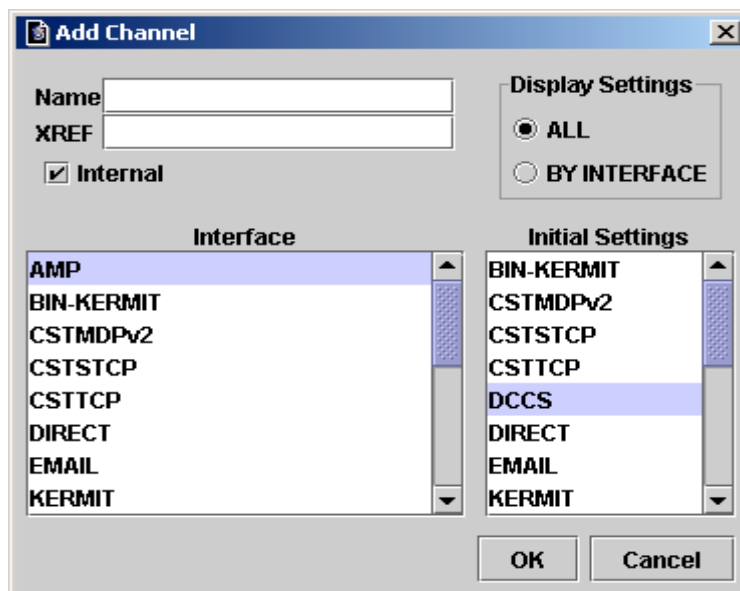 Add Channel
Name
XREF
Internal
Display Settings
ALL
BY INTERFACE
Interface
AMP
BIN-KERMIT
CSTMDPv2
CSTSTCP
CSTTCP
DIRECT
EMAIL
KERMIT
Initial Settings
BIN-KERMIT
CSTMDPv2
CSTSTCP
CSTTCP
DCCS
DIRECT
EMAIL
KERMIT
OK
Cancel